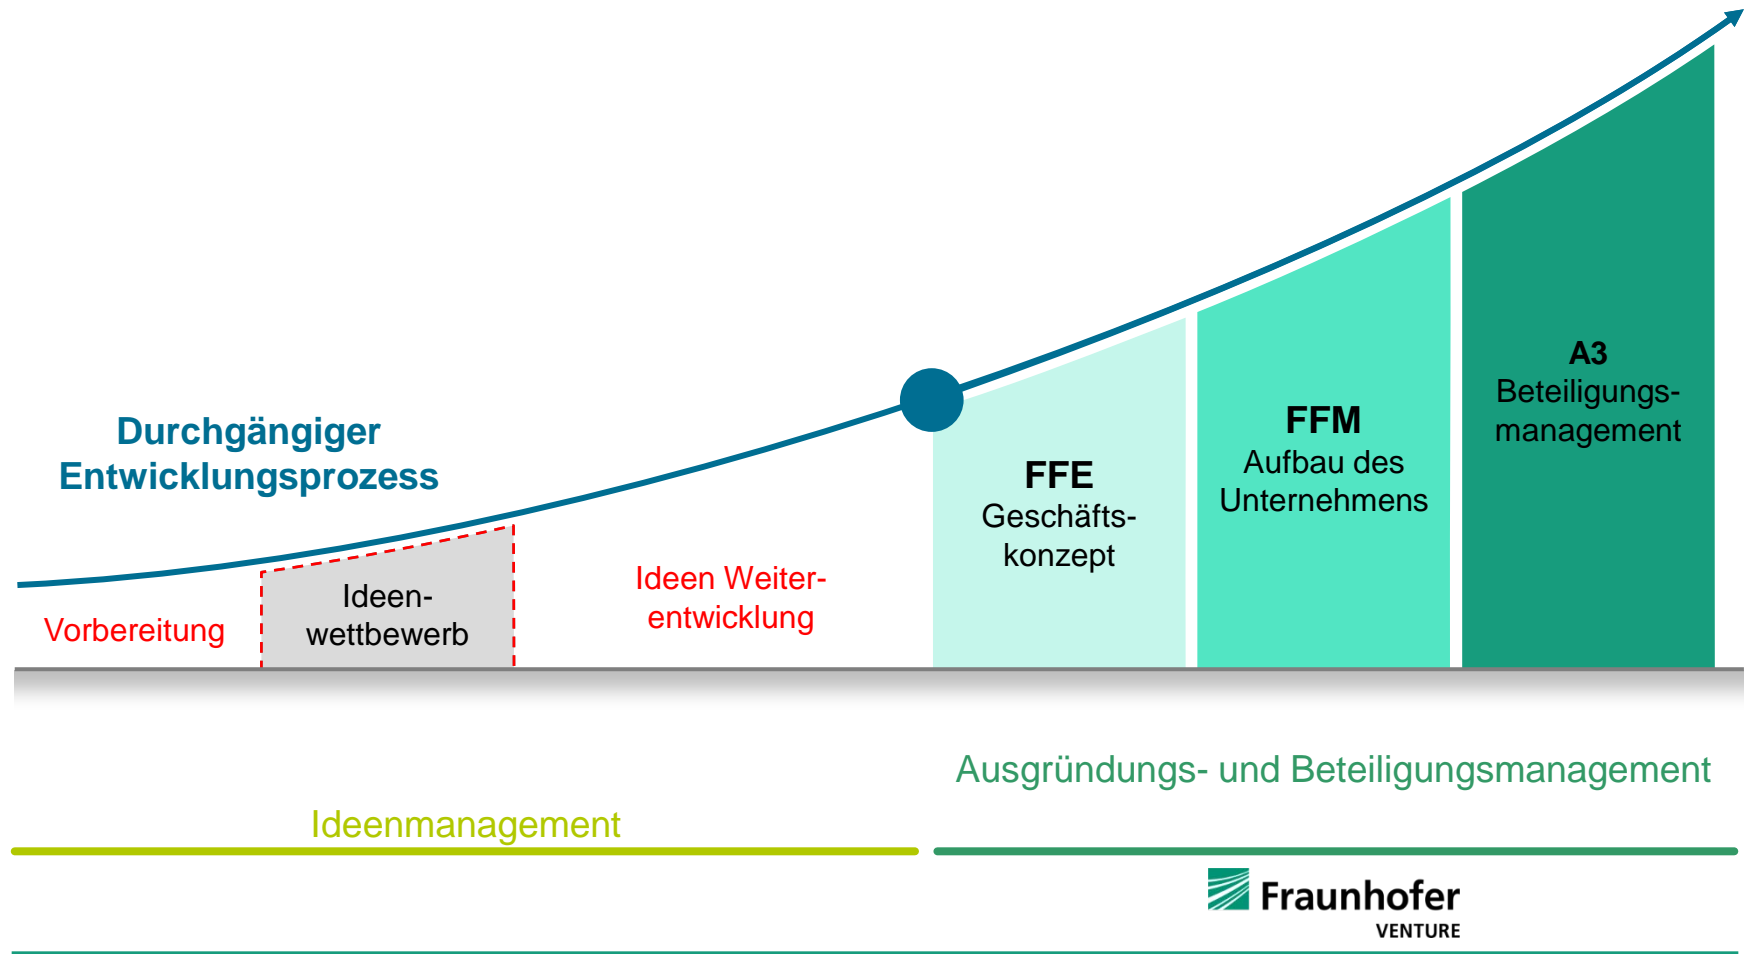 Durchgängiger
Entwicklungsprozess
Vorbereitung
Ideen-
wettbewerb
Ideen Weiter-
entwicklung
FFE
Geschäfts-
konzept
FFM
Aufbau des
Unternehmens
A3
Beteiligungs-
management
Ideenmanagement
Ausgründungs- und Beteiligungsmanagement
Fraunhofer
VENTURE